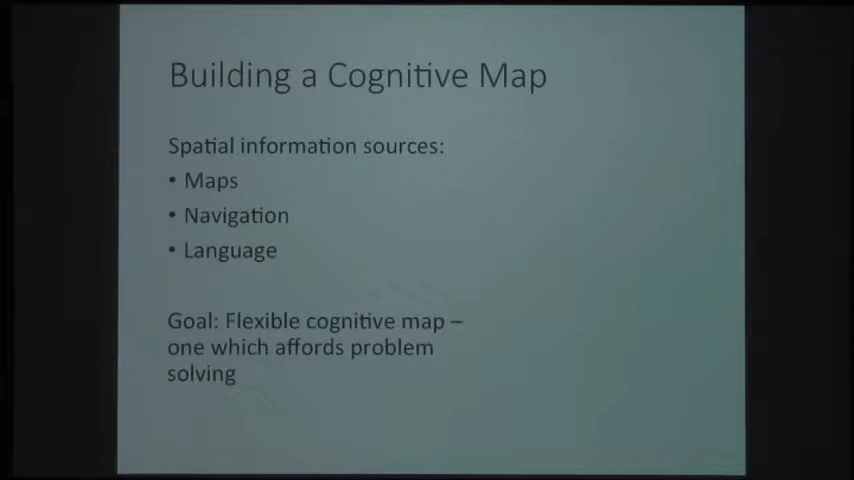 Building a Cognitive Map
Spatial information sources:
• Maps
• Navigation
• Language
Goal: Flexible cognitive map –
one which affords problem
solving